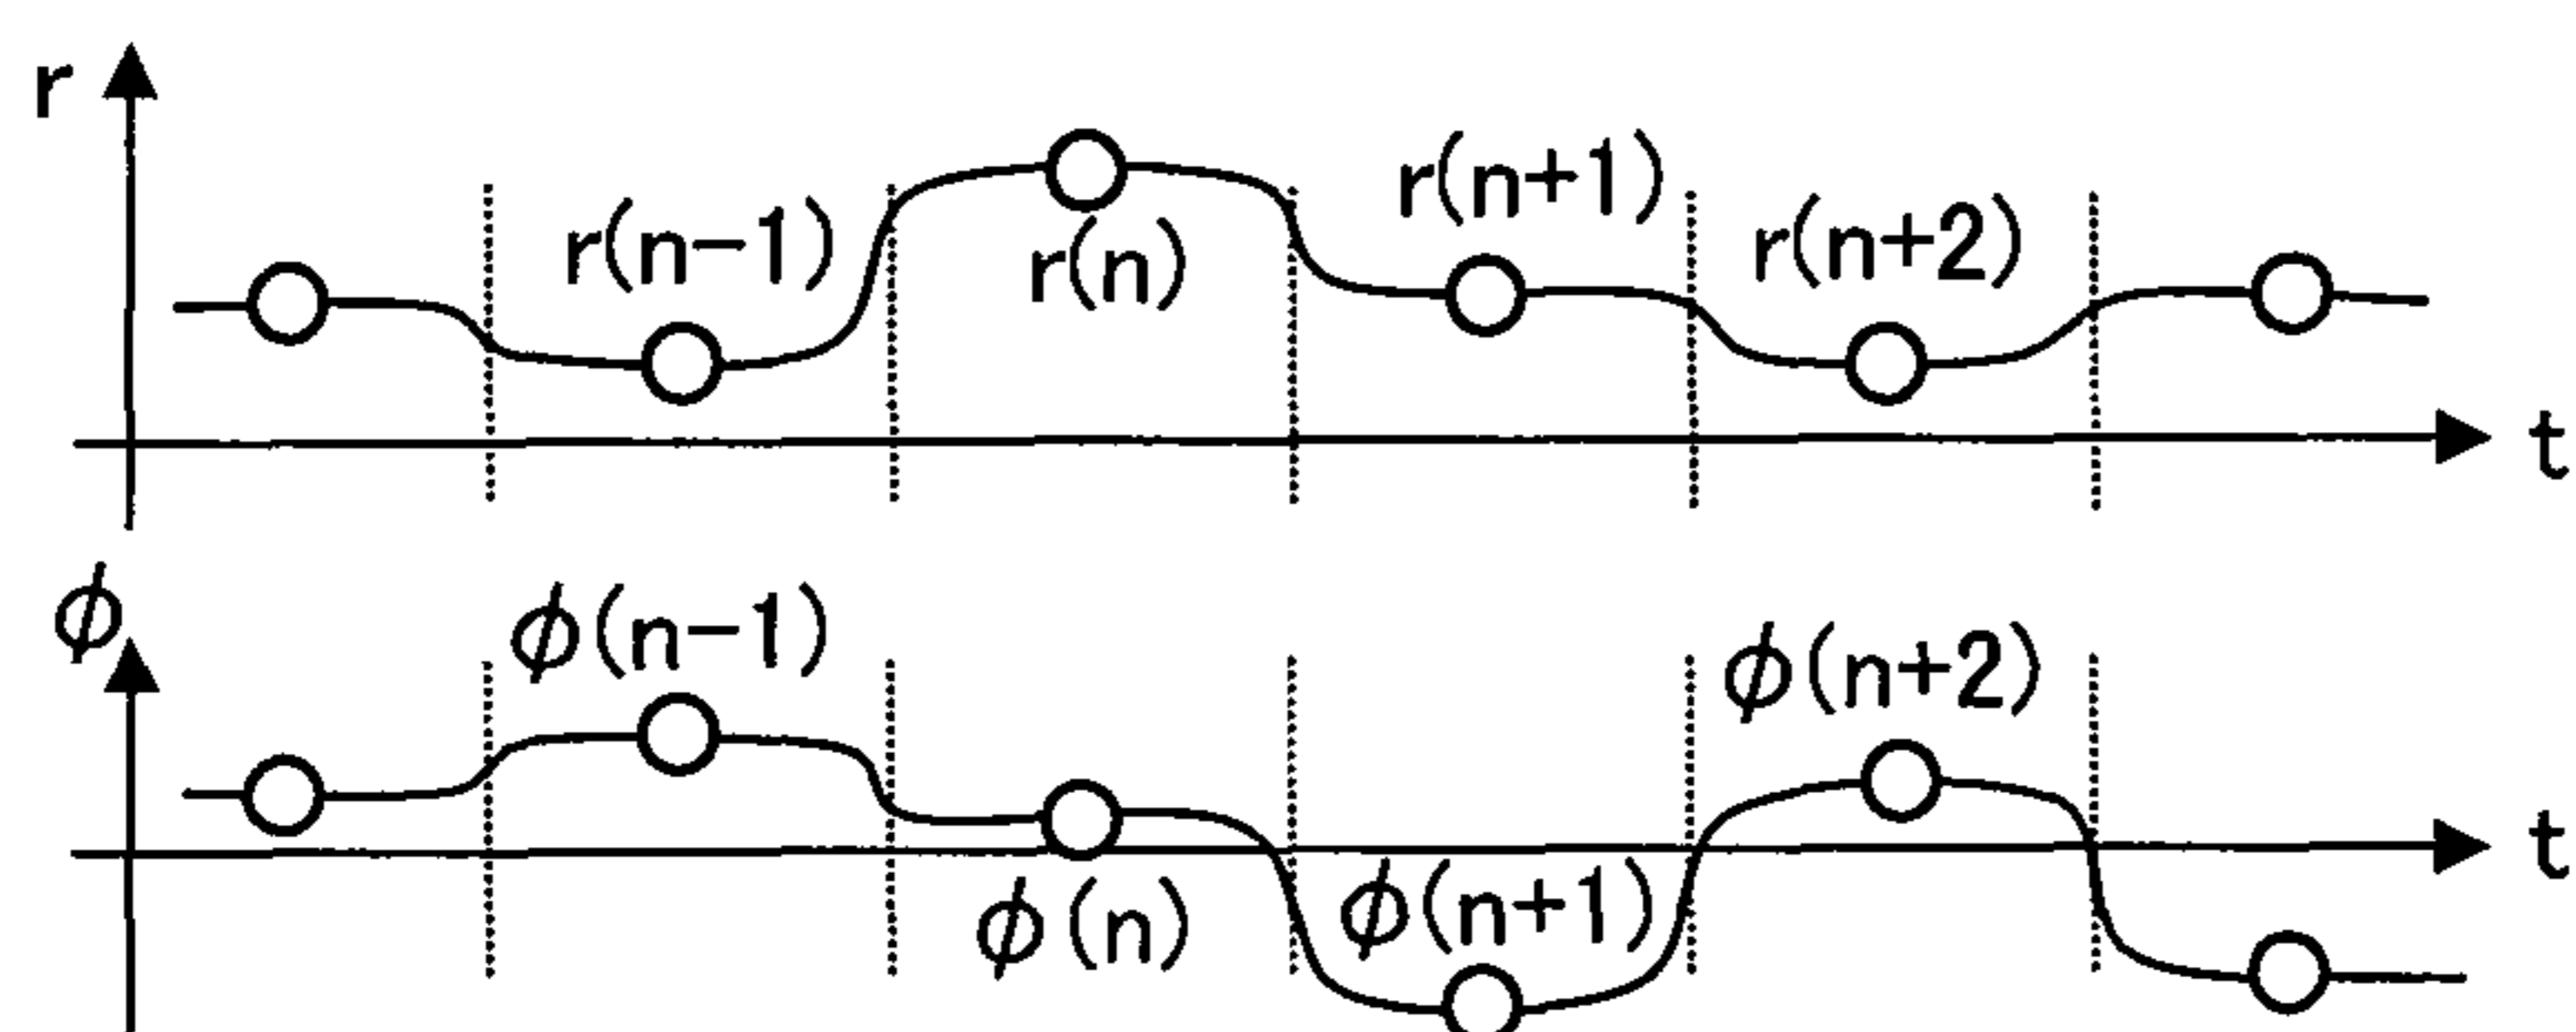 r
r(n-1)
r(n)
r(n+1)
r(n+2)
t
ϕ
ϕ(n-1)
ϕ(n)
ϕ(n+1)
ϕ(n+2)
t